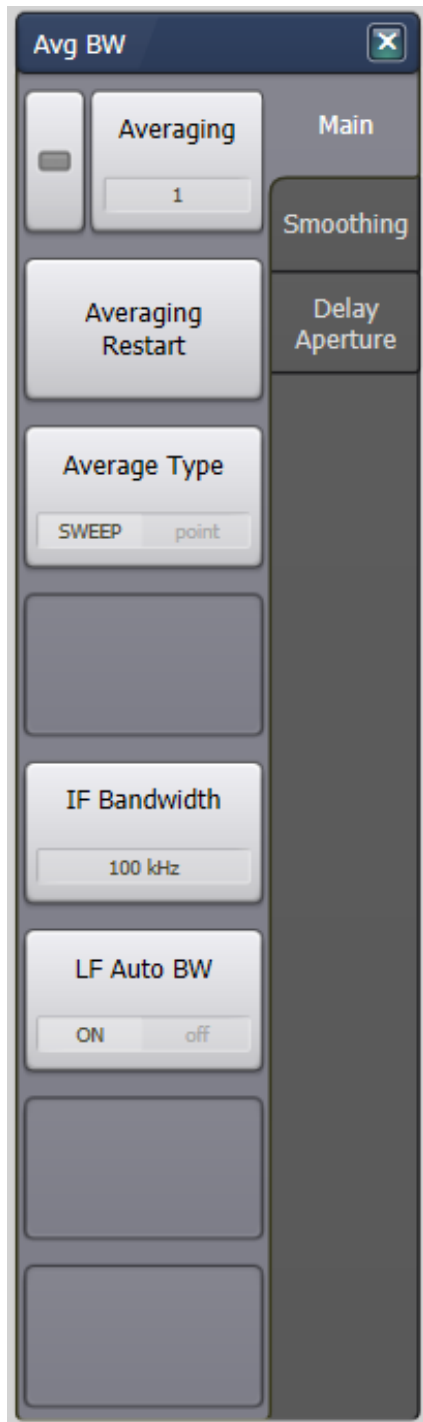 Avg BW
Averaging
1
Main
Smoothing
Delay
Aperture
Averaging
Restart
Average Type
SWEEP point
IF Bandwidth
100 kHz
LF Auto BW
ON off